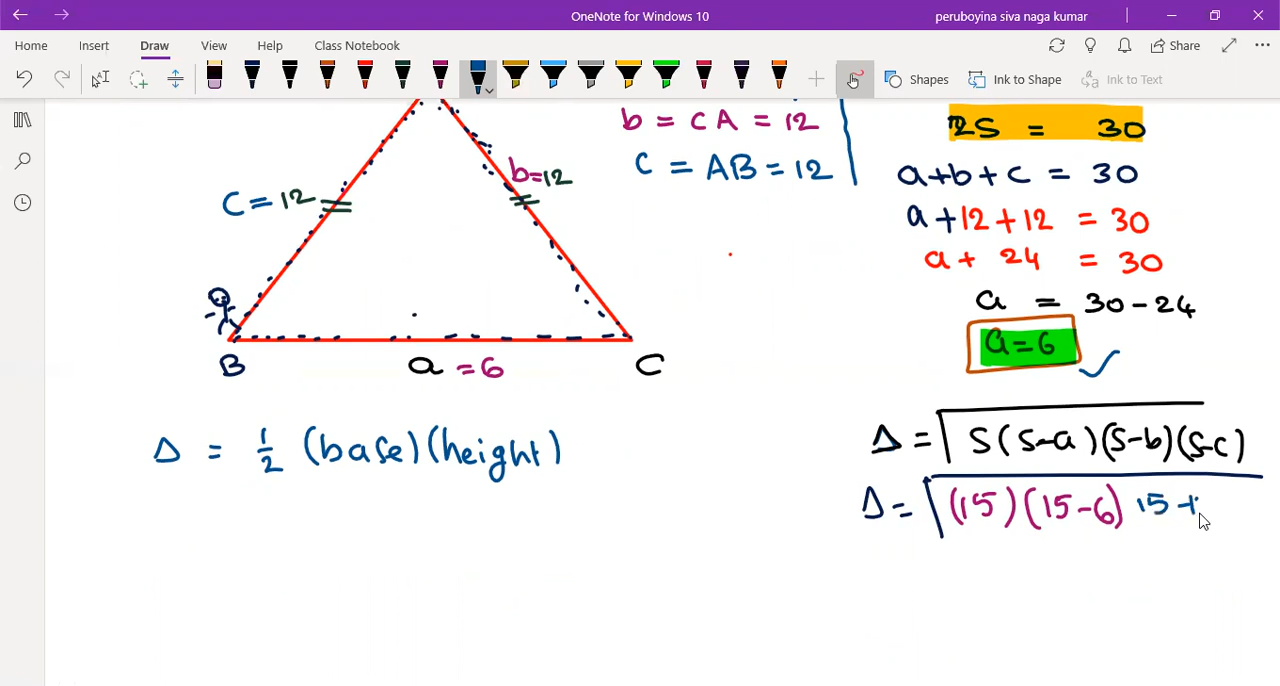 OneNote for Windows 10
peruboyina siva naga kumar
Home Insert Draw View Help Class Notebook
Share
Shapes
Ink to Shape
Ink to Text
b = CA = 12
C = AB = 12
C = 12
b=12
B
a = 6
C
Δ = 1/2 (base)(height)
2S = 30
a+b+c = 30
a+12+12 = 30
a+ 24 = 30
a = 30-24
a=6 ✓
Δ = √S(S-a)(S-b)(S-c)
Δ = √(15)(15-6) 15-1